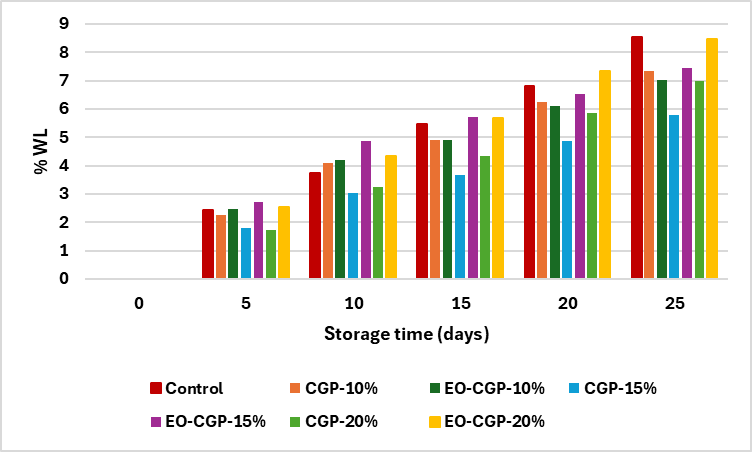 9
8
7
6
5
4
3
2
1
0
% WL
0 5 10 15 20 25
Storage time (days)
Control CGP-10% EO-CGP-10% CGP-15%
EO-CGP-15% CGP-20% EO-CGP-20%